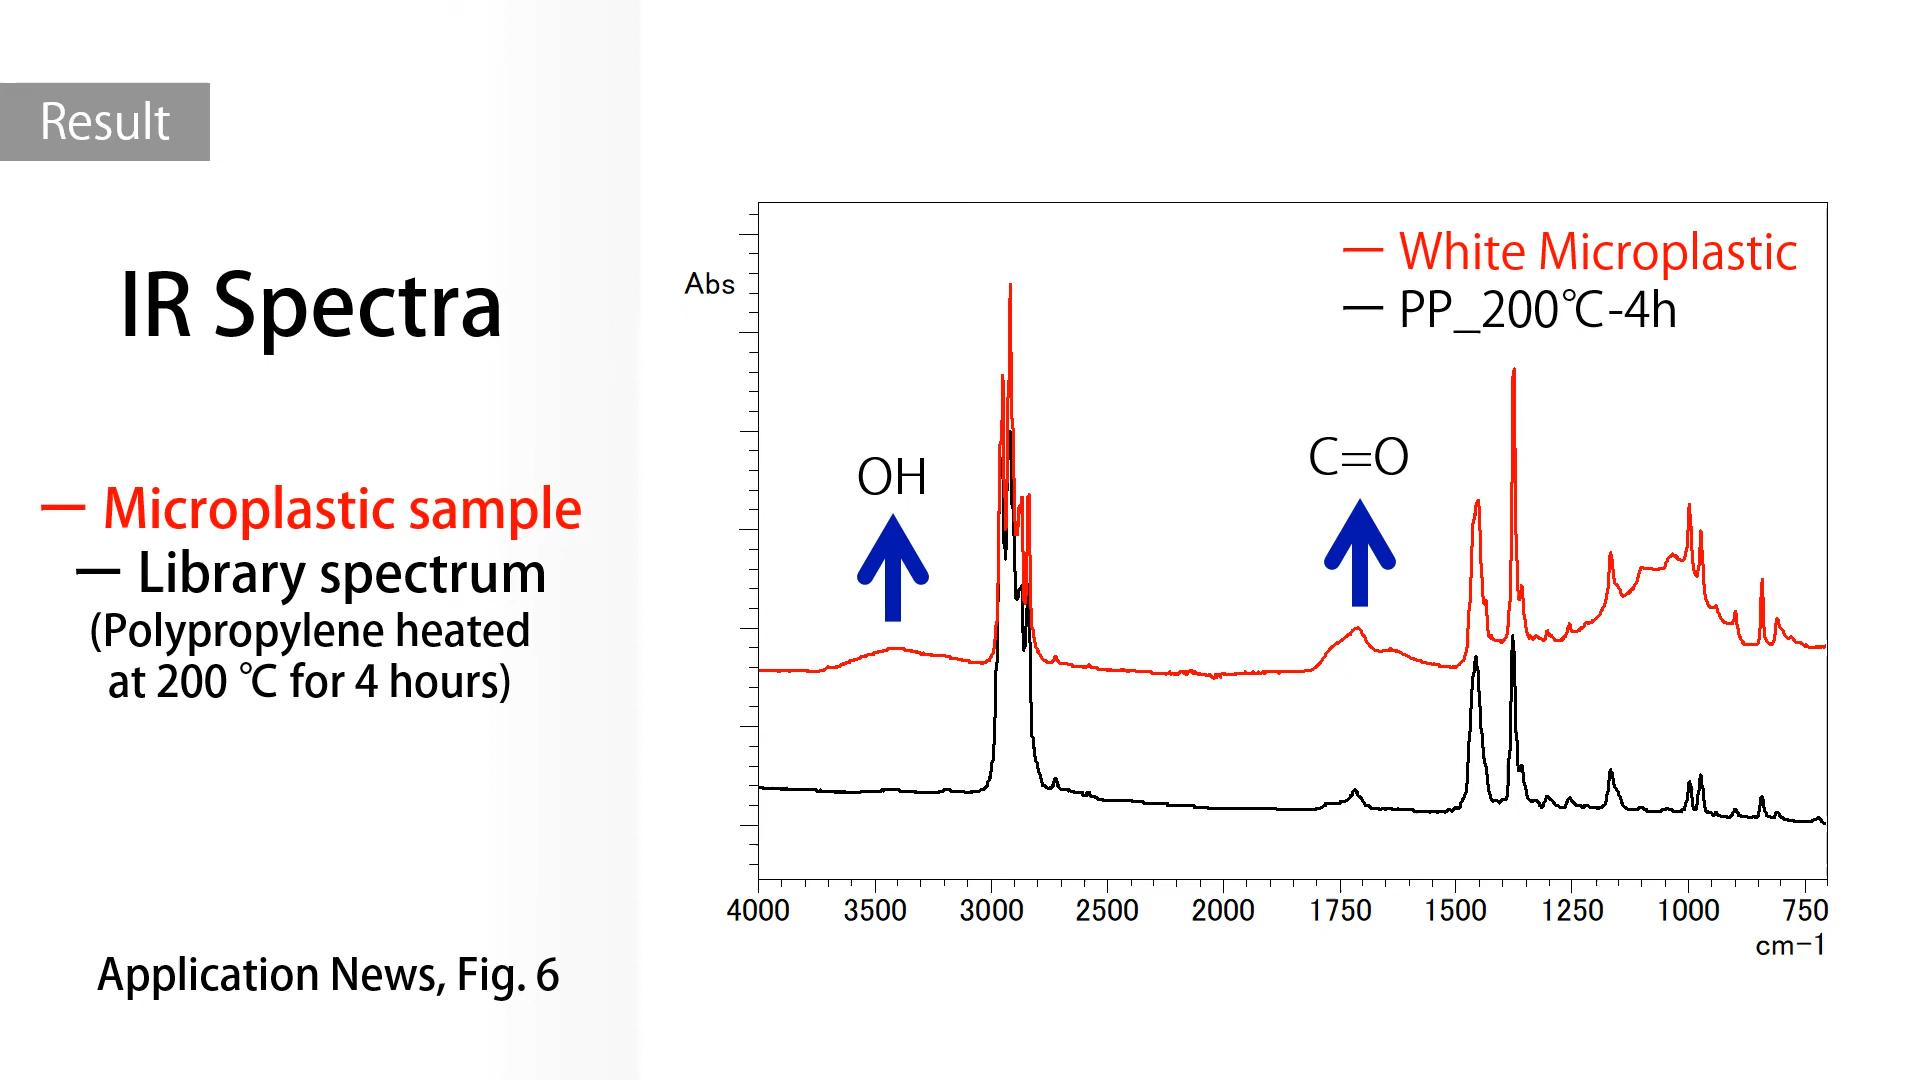 Result
IR Spectra
Microplastic sample
Library spectrum
(Polypropylene heated
at 200 ℃ for 4 hours)
Application News, Fig. 6
Abs
White Microplastic
PP_200℃-4h
OH
C=O
4000 3500 3000 2500 2000 1750 1500 1250 1000 750
cm-1